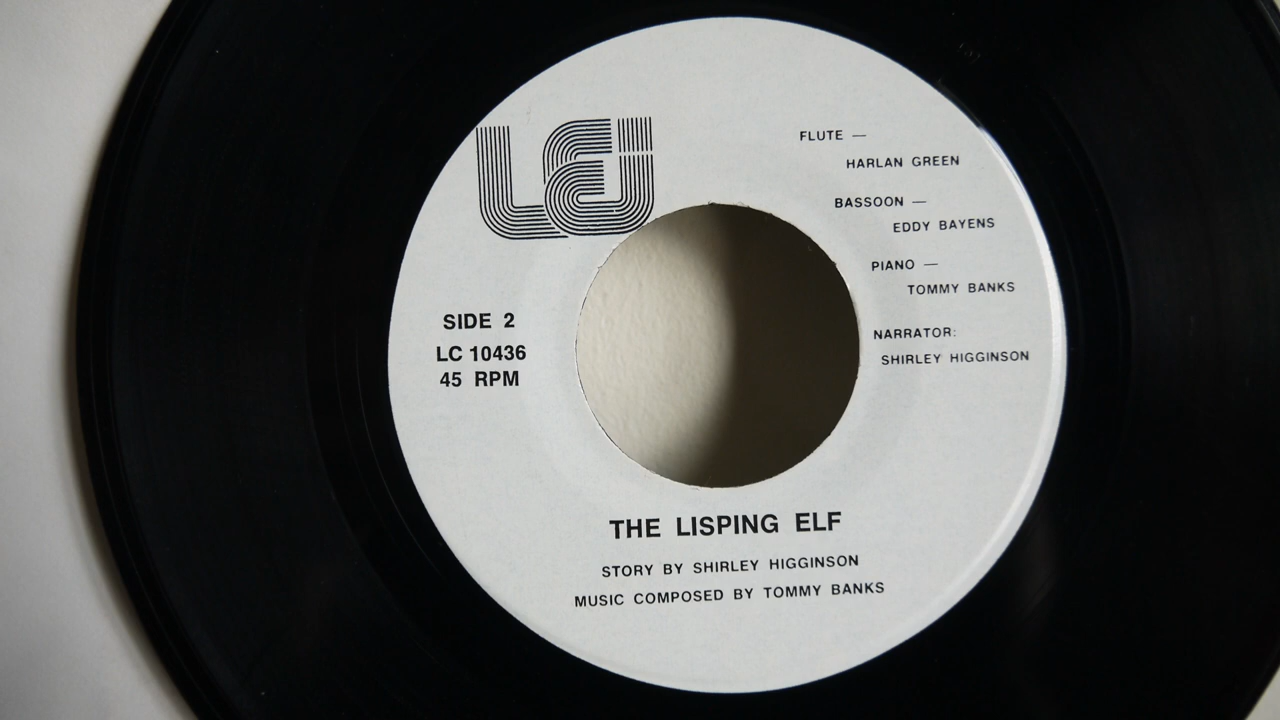 FLUTE —
HARLAN GREEN
BASSOON —
EDDY BAYENS
PIANO —
TOMMY BANKS
NARRATOR:
SHIRLEY HIGGINSON
SIDE 2
LC 10436
45 RPM
THE LISPING ELF
STORY BY SHIRLEY HIGGINSON
MUSIC COMPOSED BY TOMMY BANKS